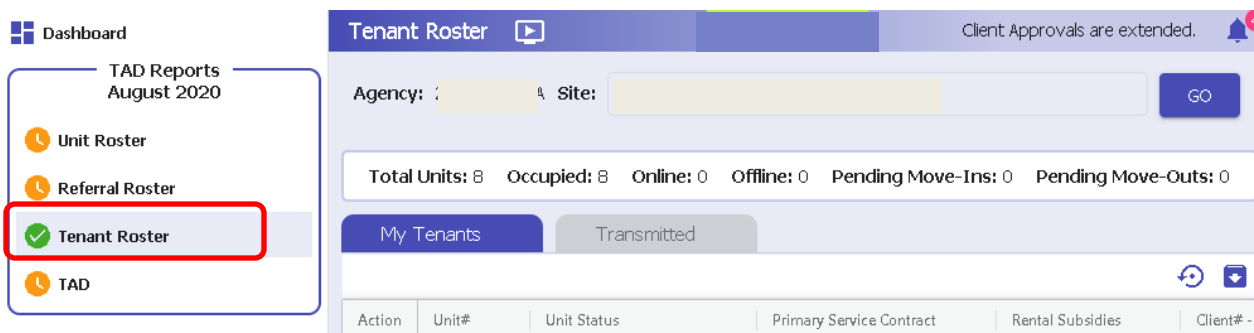 Dashboard
TAD Reports
August 2020
Unit Roster
Referral Roster
Tenant Roster
TAD
Tenant Roster
Client Approvals are extended.
Agency: 2 A Site:
GO
Total Units: 8 Occupied: 8 Online: 0 Offline: 0 Pending Move-Ins: 0 Pending Move-Outs: 0
My Tenants Transmitted
Action Unit# Unit Status Primary Service Contract Rental Subsidies Client# -